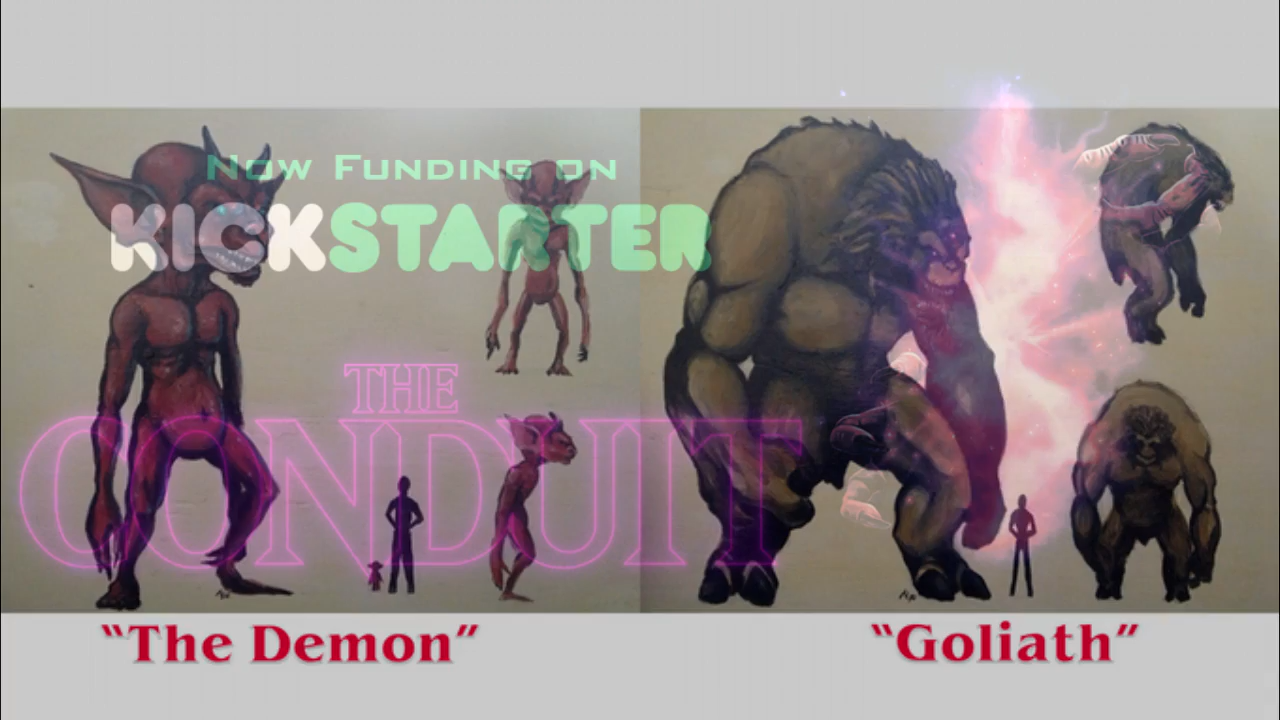 Now Funding on
KICKSTARTER
THE
CONDUIT
“The Demon” “Goliath”